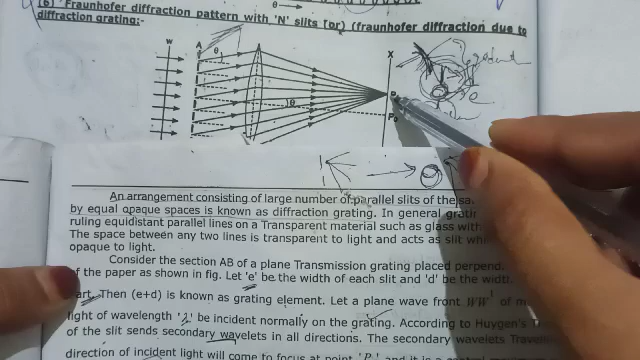 (6) Fraunhofer diffraction pattern with 'N' slits (or) (fraunhofer diffraction due to
diffraction grating:-
W A θ X
θ
P₀
An arrangement consisting of large number of parallel slits of the sa
by equal opaque spaces is known as diffraction grating. In general grati
ruling equidistant parallel lines on a Transparent material such as glass with
The space between any two lines is transparent to light and acts as slit whil
opaque to light.
Consider the section AB of a plane Transmission grating placed perpend
of the paper as shown in fig. Let 'e' be the width of each slit and 'd' be the width
art. Then (e+d) is known as grating element. Let a plane wave front WW' of m
light of wavelength 'λ' be incident normally on the grating. According to Huygen's T
of the slit sends secondary wavelets in all directions. The secondary wavelets Travel
direction of incident light will come to focus at point 'P